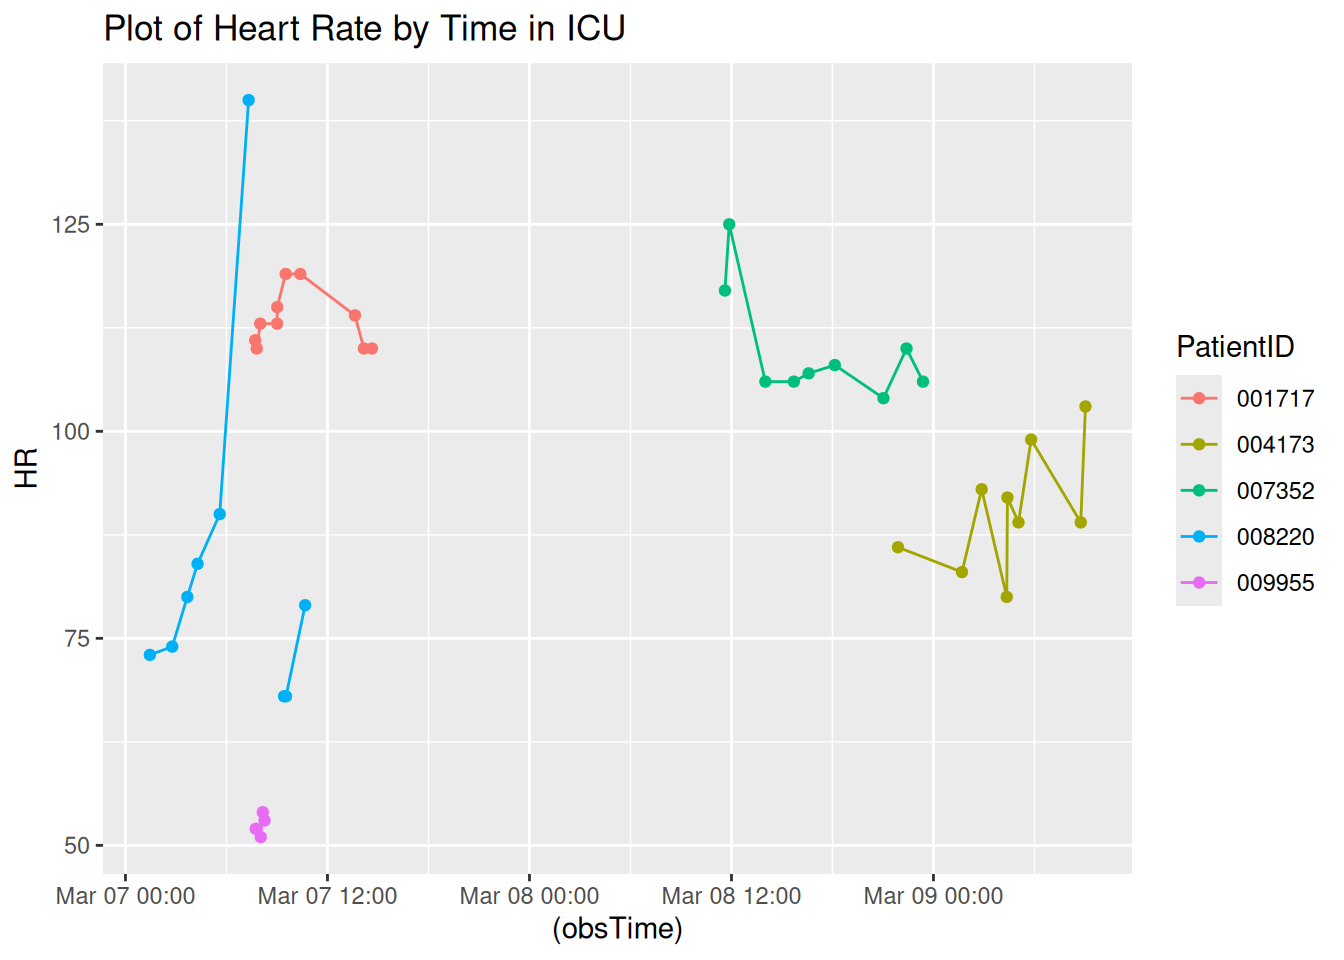 Plot of Heart Rate by Time in ICU
HR
125
100
75
50
Mar 07 00:00
Mar 07 12:00
Mar 08 00:00
Mar 08 12:00
Mar 09 00:00
(obsTime)
PatientID
001717
004173
007352
008220
009955